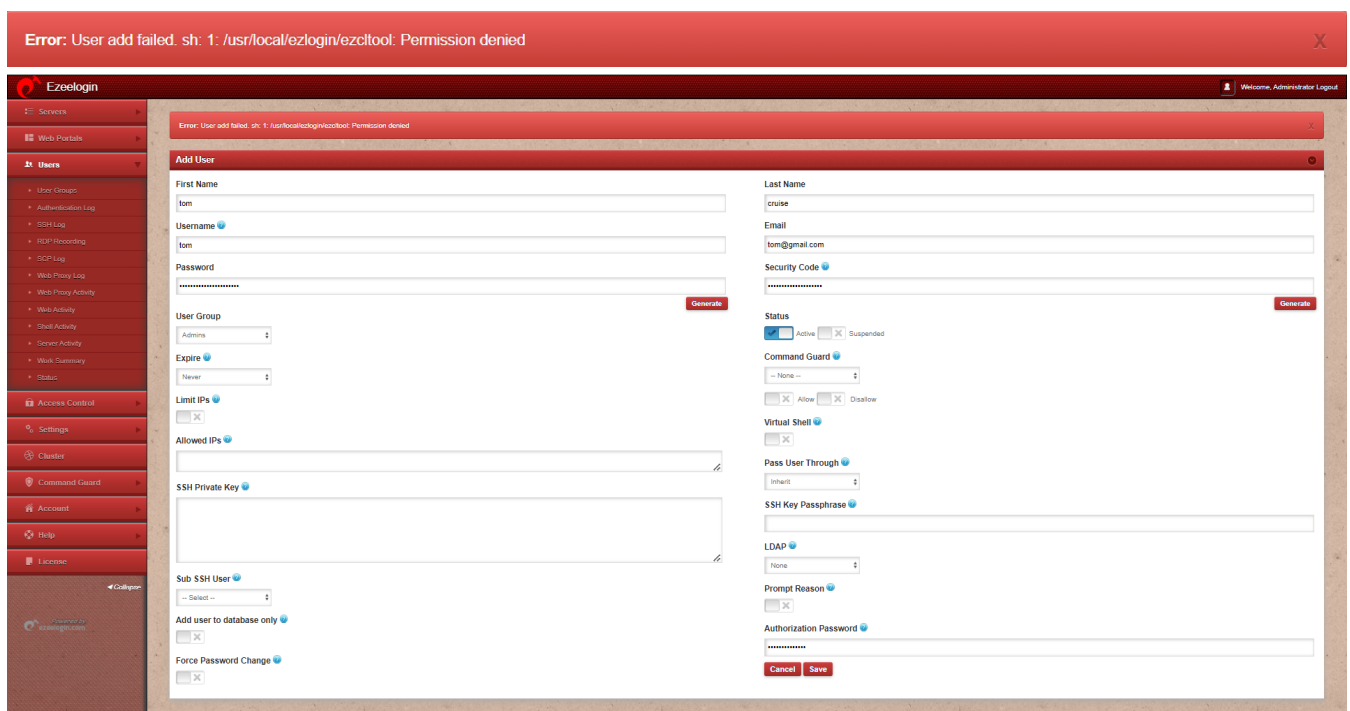 Error: User add failed. sh: 1: /usr/local/ezlogin/ezcltool: Permission denied
X
Ezeelogin
Welcome, Administrator Logout
Servers
Web Portals
Users
User Groups
Authentication Log
SSH Log
RDP Recording
SCP Log
Web Proxy Log
Web Proxy Activity
Web Activity
Shell Activity
Server Activity
Work Summary
Status
Access Control
Settings
Cluster
Command Guard
Account
Help
License
Collapse
Powered by
ezeelogin.com
Error: User add failed. sh: 1: /usr/local/ezlogin/ezcltool: Permission denied
X
Add User
First Name
tom
Last Name
cruise
Username
tom
Email
tom@gmail.com
Password
Security Code
Generate
Generate
User Group
Admins
Status
Active Suspended
Expire
Never
Command Guard
-- None --
Allow Disallow
Limit IPs
Virtual Shell
Allowed IPs
Pass User Through
Inherit
SSH Private Key
SSH Key Passphrase
LDAP
None
Sub SSH User
-- Select --
Prompt Reason
Add user to database only
Authorization Password
Force Password Change
Cancel Save